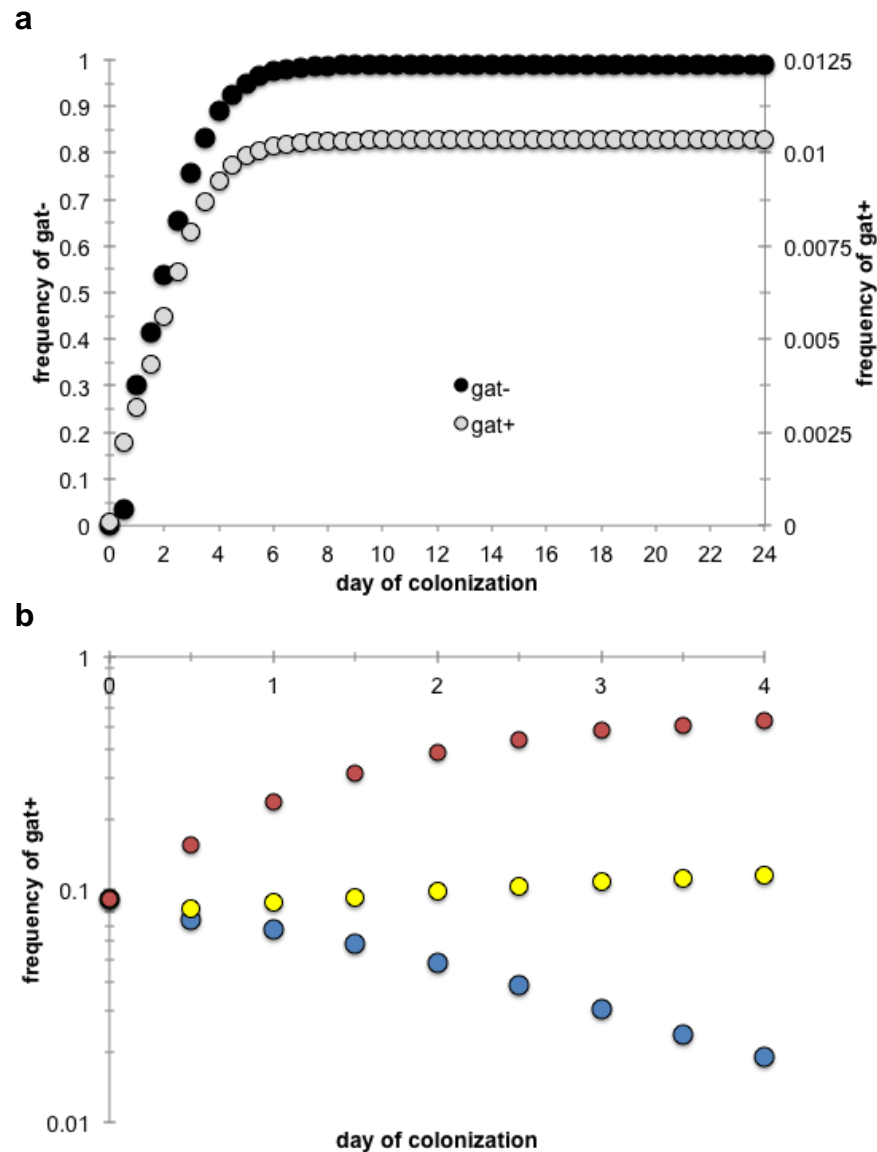 a
1
0.9
0.8
0.7
0.6
0.5
0.4
0.3
0.2
0.1
0
frequency of gat-
0.0125
0.01
0.0075
0.005
0.0025
0
frequency of gat+
gat-
gat+
0 2 4 6 8 10 12 14 16 18 20 22 24
day of colonization
b
1
0.1
0.01
frequency of gat+
0 1 2 3 4
day of colonization